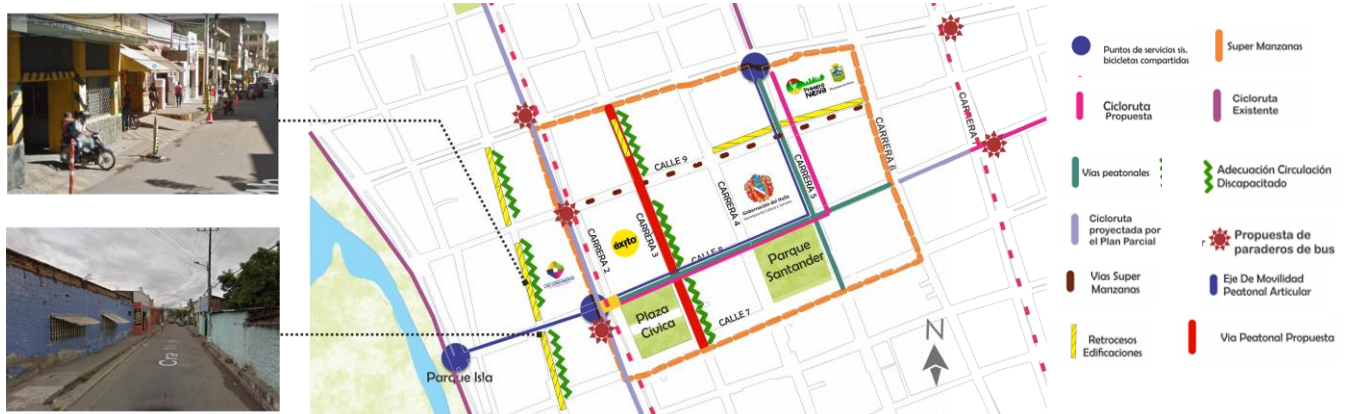 Cra
Parque Isla
CARRERA 2
CARRERA 3
CARRERA 4
CARRERA 5
CARRERA 6
CALLE 9
CALLE 8
CALLE 7
éxito
Plaza
Civica
Parque
Santander
Gobernación del Huila
N
Puntos de servicios sis.
bicicletas compartidas
Super Manzanas
Cicloruta
Propuesta
Cicloruta
Existente
Vías peatonales
Adecuación Circulación
Discapacitado
Cicloruta
proyectada por
el Plan Parcial
Propuesta de
paraderos de bus
Vias Super
Manzanas
Eje De Movilidad
Peatonal Articular
Retrocesos
Edificaciones
Via Peatonal Propuesta